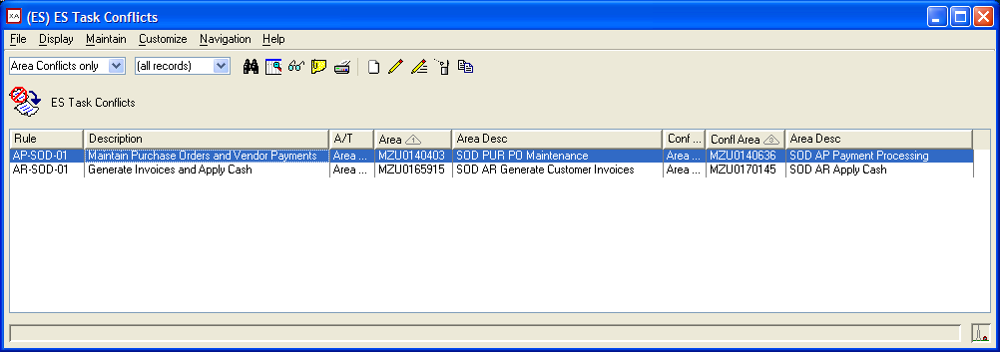 XA (ES) ES Task Conflicts
File Display Maintain Customize Navigation Help
Area Conflicts only (all records)
ES Task Conflicts
Rule Description A/T Area 1 Area Desc Conf ... Confl Area Area Desc
AP-SOD-01 Maintain Purchase Orders and Vendor Payments Area ... MZU0140403 SOD PUR PO Maintenance Area ... MZU0140636 SOD AP Payment Processing
AR-SOD-01 Generate Invoices and Apply Cash Area ... MZU0165915 SOD AR Generate Customer Invoices Area ... MZU0170145 SOD AR Apply Cash